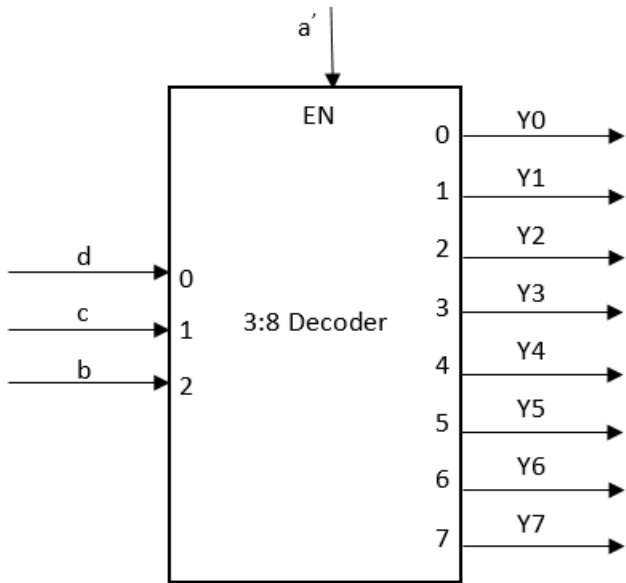 a′
EN
0 Y0
1 Y1
2 Y2
d 0
3 Y3
c 1
3:8 Decoder
4 Y4
b 2
5 Y5
6 Y6
7 Y7